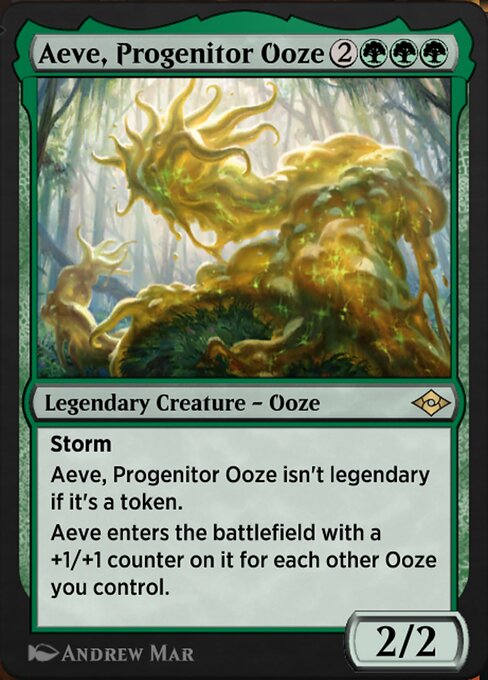 Aeve, Progenitor Ooze 2
Legendary Creature – Ooze
Storm
Aeve, Progenitor Ooze isn't legendary
if it's a token.
Aeve enters the battlefield with a
+1/+1 counter on it for each other Ooze
you control.
2/2
Andrew Mar